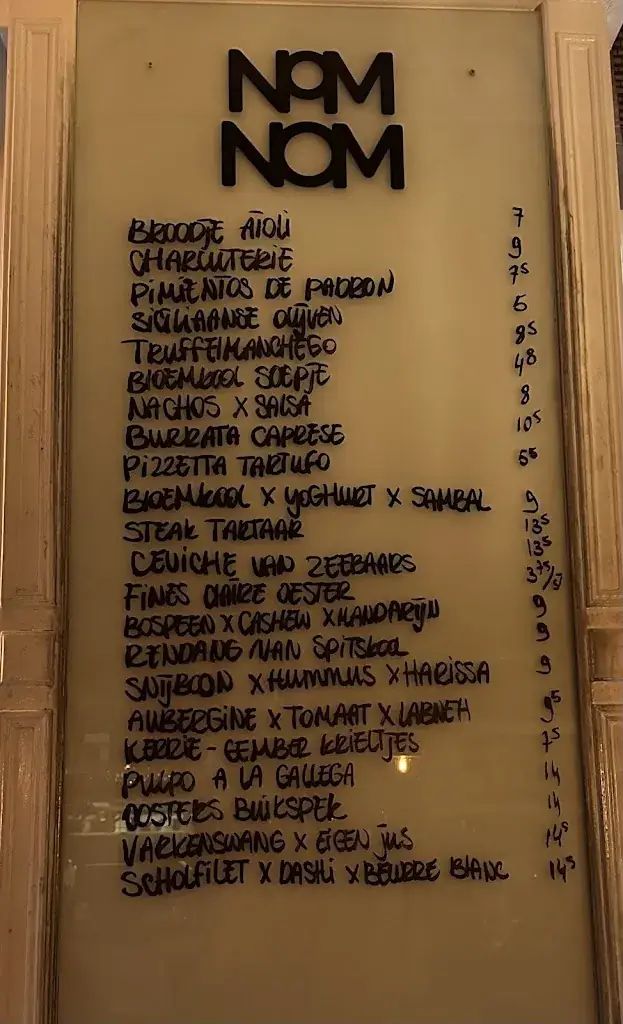 NOM
NOM
BROODJE AÏOLI 7
CHARCUTERIE 9
PIMIENTOS DE PADRON 7⁵
SICILIAANSE OLIJVEN 5
TRUFFELMANCHEGO 8⁵
BLOEMKOOL SOEPJE 4⁸
NACHOS X SALSA 8
BURRATA CAPRESE 10⁵
PIZZETTA TARTUFO
BLOEMKOOL X YOGHURT X SAMBAL 9
STEAK TARTAAR 13⁵
CEVICHE VAN ZEEBAARS 13⁵
FINES CLAIRE OESTER
BOSPEEN X CASHEW X MANDARIJN 9
RENDANG VAN SPITSKOOL 9
SNIJBOON X HUMMUS X HARISSA 9
AUBERGINE X TOMAAT X LABNEH 9⁵
KERRIE - GEMBER KRIELTJES 7⁵
PULPO A LA GALLEGA 14
OOSTERS BUIKSPEK 14
VARKENSWANG X EIGEN JUS 14⁵
SCHOLFILET X DASHI X BEURRE BLANC 14⁵